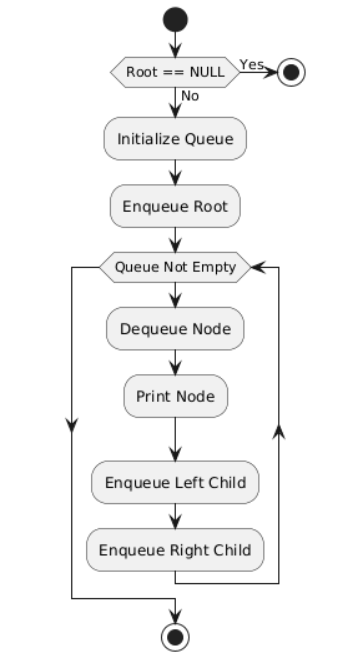 Root == NULL
Yes
No
Initialize Queue
Enqueue Root
Queue Not Empty
Dequeue Node
Print Node
Enqueue Left Child
Enqueue Right Child